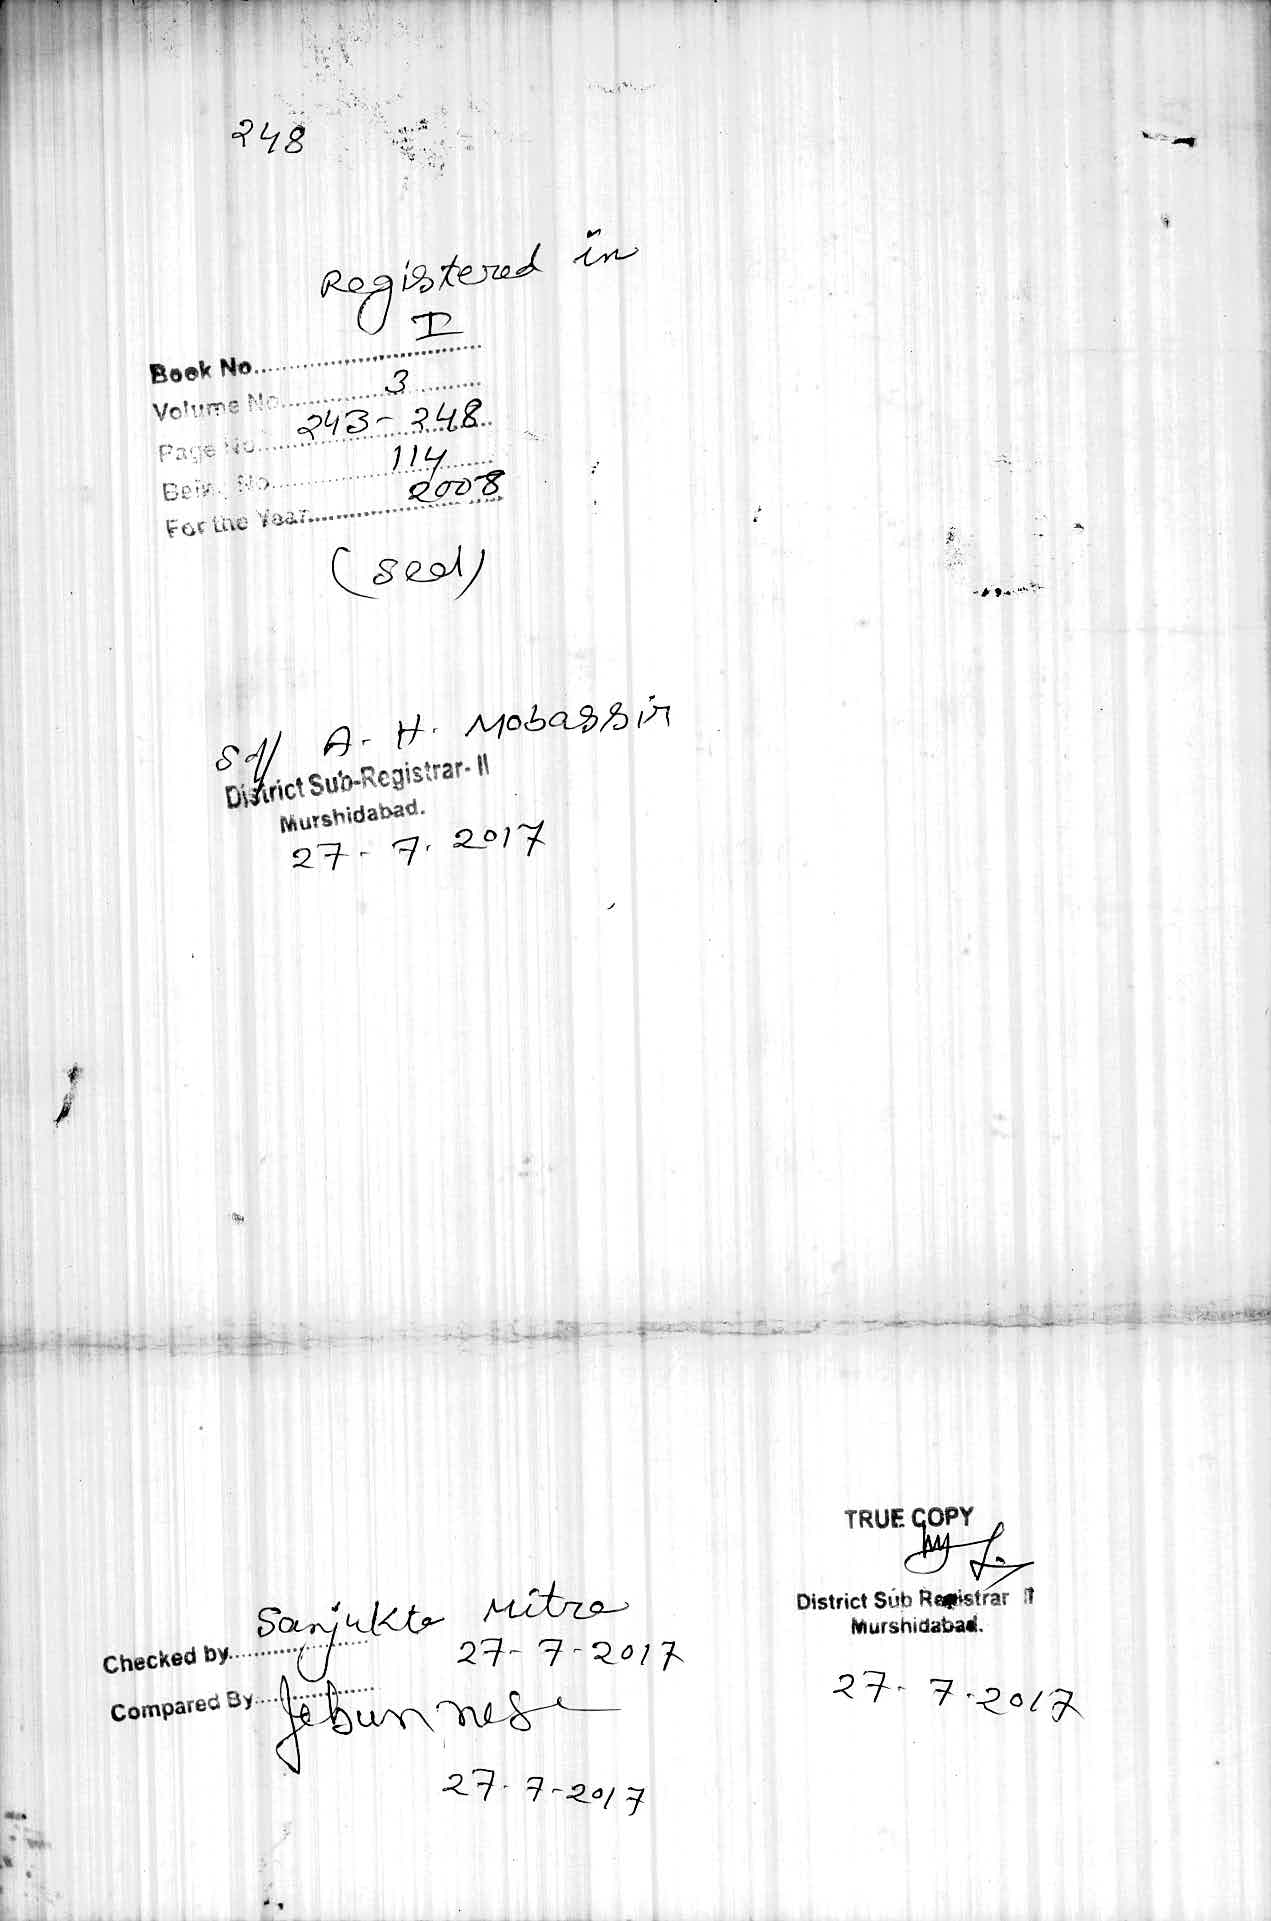 248
Registered in
Book No. I
Volume No. 3
Page No. 243-248
Being No. 114
For the Year 2008
(Seal)
Sd/ A. H. Mobassir
District Sub-Registrar-II
Murshidabad.
27-7.2017
TRUE COPY
District Sub Registrar II
Murshidabad.
27.7.2017
Checked by Sanjukta Mitra
27-7-2017
Compared By Jebun nesa
27.7-2017